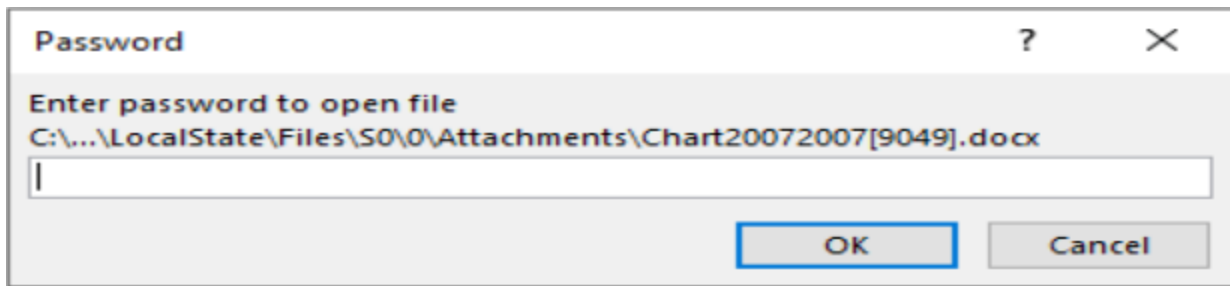 Password
Enter password to open file
C:\...\LocalState\Files\S0\0\Attachments\Chart20072007[9049].docx
OK Cancel